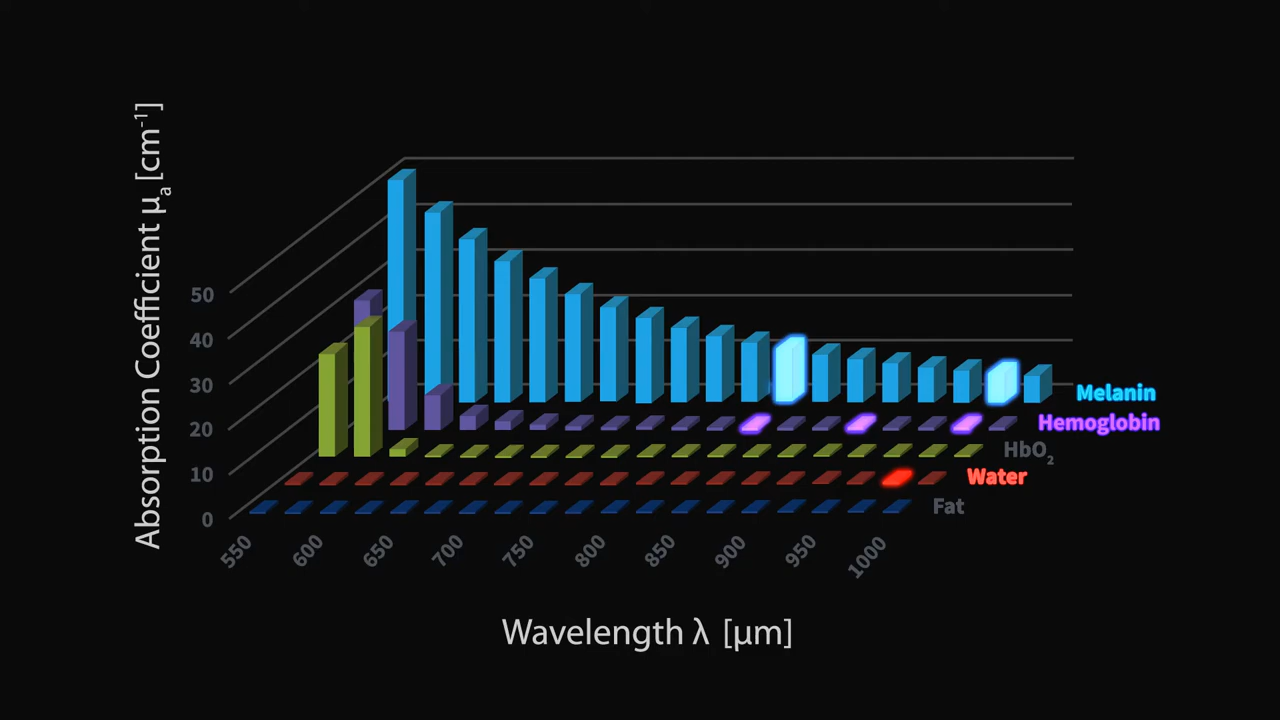 Absorption Coefficient μa [cm-1]
50
40
30
20
10
0
Melanin
Hemoglobin
HbO2
Water
Fat
550
600
650
700
750
800
850
900
950
1000
Wavelength λ [μm]